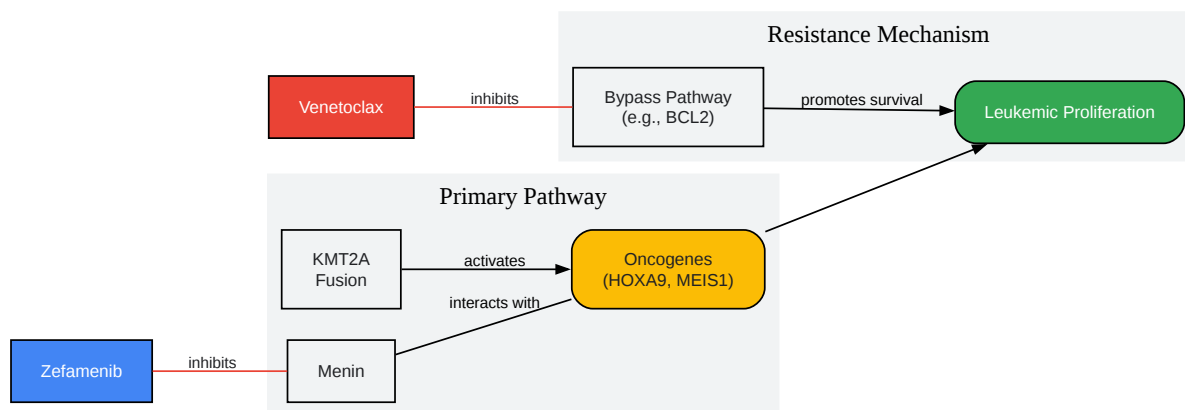 Resistance Mechanism
Venetoclax
inhibits
Bypass Pathway
(e.g., BCL2)
promotes survival
Leukemic Proliferation
Primary Pathway
KMT2A
Fusion
activates
Oncogenes
(HOXA9, MEIS1)
interacts with
Zefamenib
inhibits
Menin